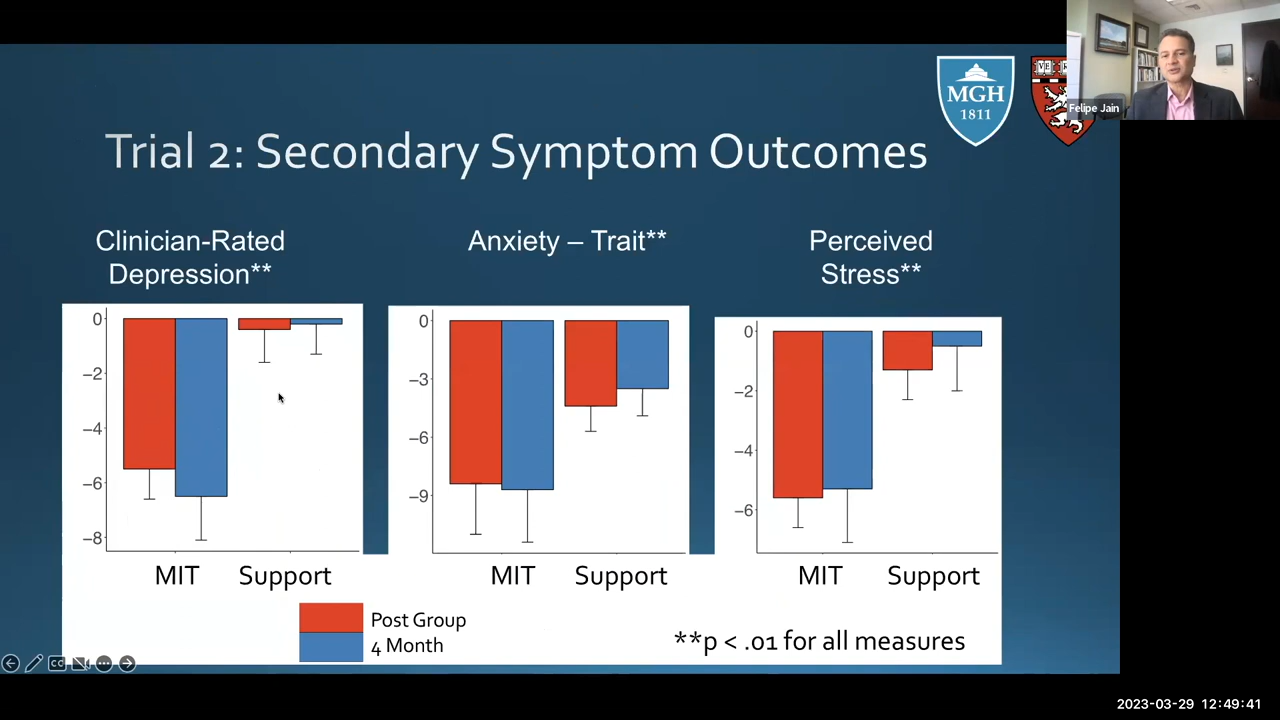 MGH
1811
VE
Felipe Jain
Trial 2: Secondary Symptom Outcomes
Clinician-Rated
Depression**
Anxiety – Trait**
Perceived
Stress**
0
−2
−4
−6
−8
0
−3
−6
−9
0
−2
−4
−6
MIT Support
MIT Support
MIT Support
Post Group
4 Month
**p < .01 for all measures
CC
2023-03-29 12:49:41